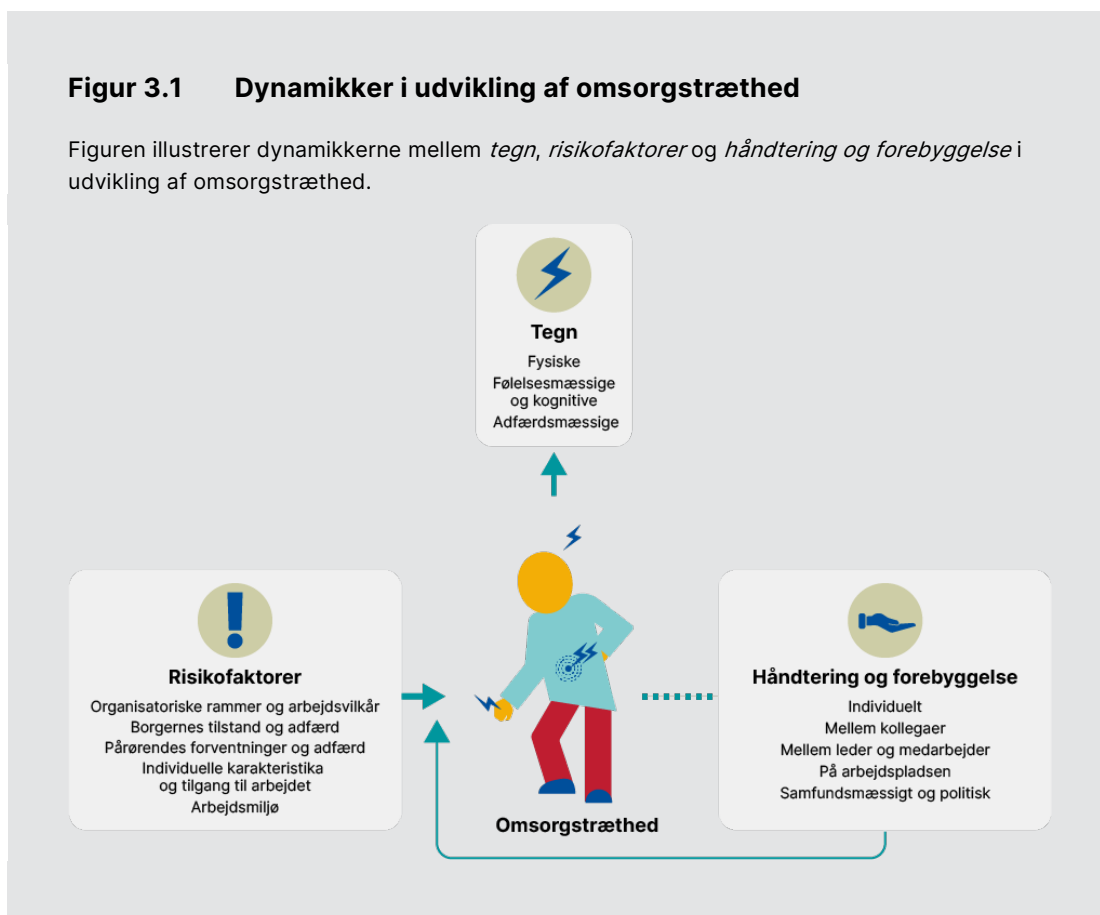 Figur 3.1 Dynamikker i udvikling af omsorgstræthed
Figuren illustrerer dynamikkerne mellem tegn, risikofaktorer og håndtering og forebyggelse i
udvikling af omsorgstræthed.
Tegn
Fysiske
Følelsesmæssige
og kognitive
Adfærdsmæssige
Risikofaktorer
Organisatoriske rammer og arbejdsvilkår
Borgernes tilstand og adfærd
Pårørendes forventninger og adfærd
Individuelle karakteristika
og tilgang til arbejdet
Arbejdsmiljø
Omsorgstræthed
Håndtering og forebyggelse
Individuelt
Mellem kollegaer
Mellem leder og medarbejder
På arbejdspladsen
Samfundsmæssigt og politisk